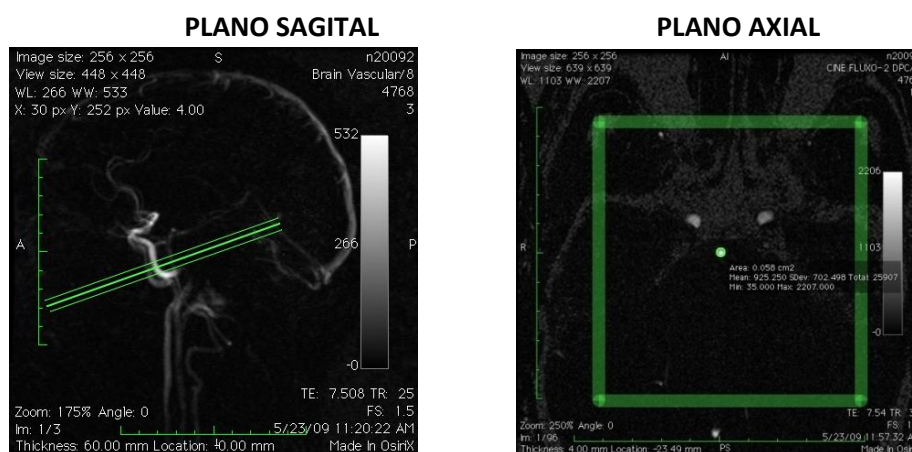 PLANO SAGITAL
Image size: 256 x 256
View size: 448 x 448
WL: 266 WW: 533
X: 30 px Y: 252 px Value: 4.00
S
n20092
Brain Vascular/8
4768
3
532
266
-0
A
P
TE: 7.508 TR: 25
FS: 1.5
Zoom: 175% Angle: 0
Im: 1/3
5/23/09 11:20:22 AM
Thickness: 60.00 mm Location: -0.00 mm
Made In OsiriX
PLANO AXIAL
Image size: 256 x 256
View size: 639 x 639
WL: 1103 WW: 2207
AI
n2009
CINE FLUXO-2 DPCA
476
2206
1103
-0
R
Area: 0.058 cm2
Mean: 925.250 SDev: 702.498 Total: 25907
Min: 35.000 Max: 2207.000
TE: 7.54 TR:
FS: 1
Zoom: 250% Angle: 0
Im: 1/96
5/23/09 11:57:32 A
Thickness: 4.00 mm Location: -23.49 mm
PS
Made In Osir